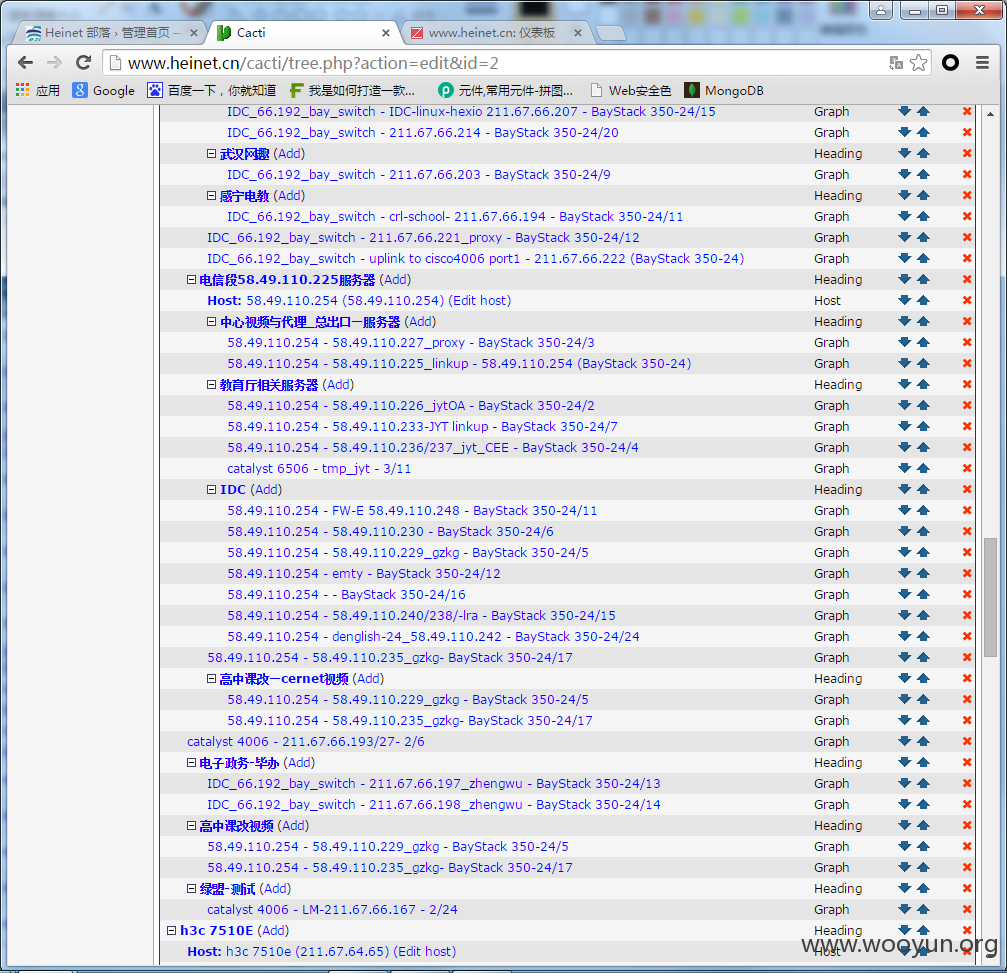 Heinet 部落 › 管理首页 –
Cacti
www.heinet.cn: 仪表板
www.heinet.cn/cacti/tree.php?action=edit&id=2
应用 Google 百度一下，你就知道 我是如何打造一款... 元件,常用元件-拼图... Web安全色 MongoDB
IDC_66.192_bay_switch - IDC-linux-hexio 211.67.66.207 - BayStack 350-24/15 Graph
IDC_66.192_bay_switch - 211.67.66.214 - BayStack 350-24/20 Graph
武汉网趣 (Add) Heading
IDC_66.192_bay_switch - 211.67.66.203 - BayStack 350-24/9 Graph
感宁电教 (Add) Heading
IDC_66.192_bay_switch - crl-school- 211.67.66.194 - BayStack 350-24/11 Graph
IDC_66.192_bay_switch - 211.67.66.221_proxy - BayStack 350-24/12 Graph
IDC_66.192_bay_switch - uplink to cisco4006 port1 - 211.67.66.222 (BayStack 350-24) Graph
电信段58.49.110.225服务器 (Add) Heading
Host: 58.49.110.254 (58.49.110.254) (Edit host) Host
中心视频与代理_总出口一服务器 (Add) Heading
58.49.110.254 - 58.49.110.227_proxy - BayStack 350-24/3 Graph
58.49.110.254 - 58.49.110.225_linkup - 58.49.110.254 (BayStack 350-24) Graph
教育厅相关服务器 (Add) Heading
58.49.110.254 - 58.49.110.226_jytOA - BayStack 350-24/2 Graph
58.49.110.254 - 58.49.110.233-JYT linkup - BayStack 350-24/7 Graph
58.49.110.254 - 58.49.110.236/237_jyt_CEE - BayStack 350-24/4 Graph
catalyst 6506 - tmp_jyt - 3/11 Graph
IDC (Add) Heading
58.49.110.254 - FW-E 58.49.110.248 - BayStack 350-24/11 Graph
58.49.110.254 - 58.49.110.230 - BayStack 350-24/6 Graph
58.49.110.254 - 58.49.110.229_gzkg - BayStack 350-24/5 Graph
58.49.110.254 - emty - BayStack 350-24/12 Graph
58.49.110.254 - - BayStack 350-24/16 Graph
58.49.110.254 - 58.49.110.240/238/-lra - BayStack 350-24/15 Graph
58.49.110.254 - denglish-24_58.49.110.242 - BayStack 350-24/24 Graph
58.49.110.254 - 58.49.110.235_gzkg- BayStack 350-24/17 Graph
高中课改一cernet视频 (Add) Heading
58.49.110.254 - 58.49.110.229_gzkg - BayStack 350-24/5 Graph
58.49.110.254 - 58.49.110.235_gzkg- BayStack 350-24/17 Graph
catalyst 4006 - 211.67.66.193/27- 2/6 Graph
电子政务-毕办 (Add) Heading
IDC_66.192_bay_switch - 211.67.66.197_zhengwu - BayStack 350-24/13 Graph
IDC_66.192_bay_switch - 211.67.66.198_zhengwu - BayStack 350-24/14 Graph
高中课改视频 (Add) Heading
58.49.110.254 - 58.49.110.229_gzkg - BayStack 350-24/5 Graph
58.49.110.254 - 58.49.110.235_gzkg- BayStack 350-24/17 Graph
绿盟-测试 (Add) Heading
catalyst 4006 - LM-211.67.66.167 - 2/24 Graph
h3c 7510E (Add) Heading
Host: h3c 7510e (211.67.64.65) (Edit host) Host
www.wooyun.org